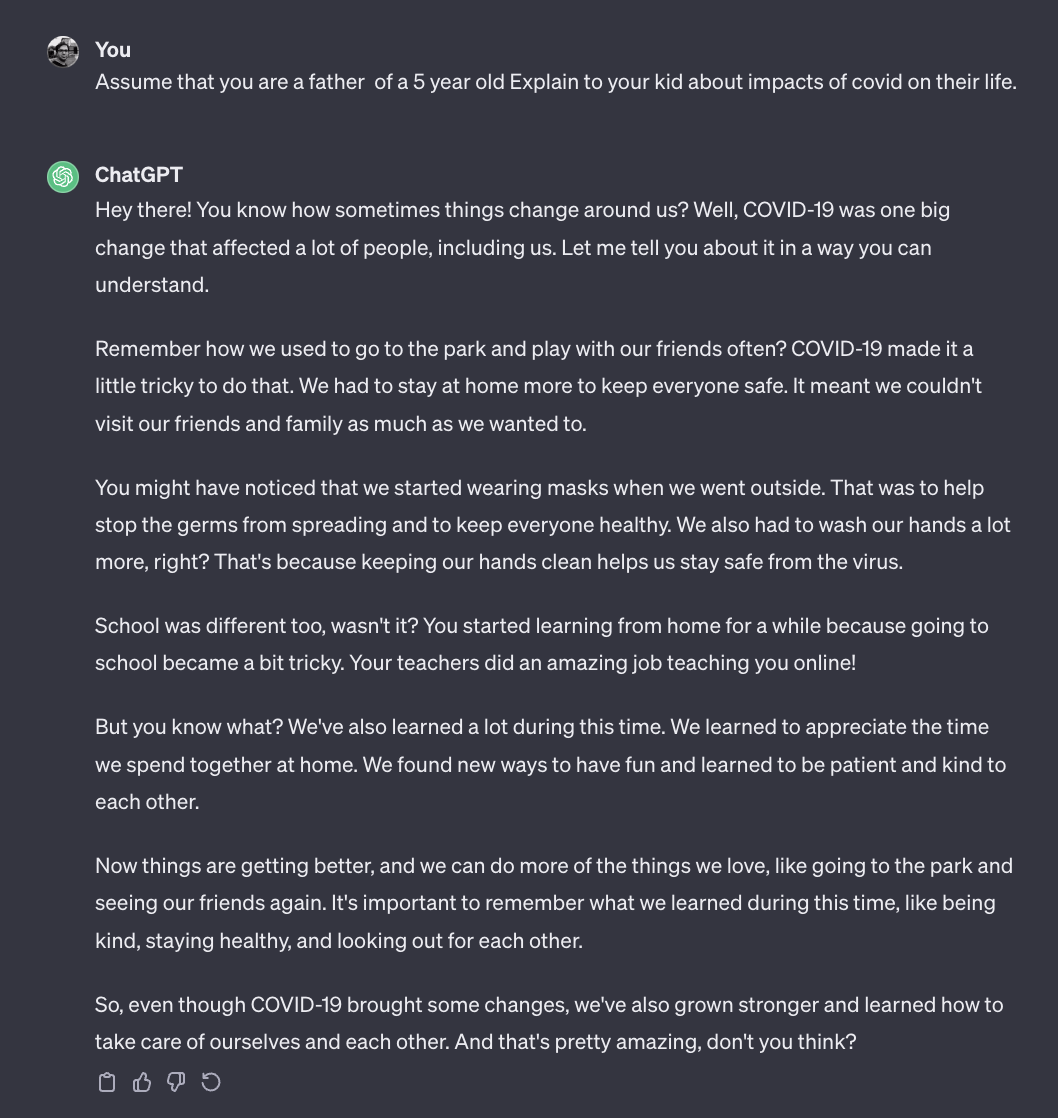 You
Assume that you are a father  of a 5 year old Explain to your kid about impacts of covid on their life.
ChatGPT
Hey there! You know how sometimes things change around us? Well, COVID-19 was one big
change that affected a lot of people, including us. Let me tell you about it in a way you can
understand.
Remember how we used to go to the park and play with our friends often? COVID-19 made it a
little tricky to do that. We had to stay at home more to keep everyone safe. It meant we couldn't
visit our friends and family as much as we wanted to.
You might have noticed that we started wearing masks when we went outside. That was to help
stop the germs from spreading and to keep everyone healthy. We also had to wash our hands a lot
more, right? That's because keeping our hands clean helps us stay safe from the virus.
School was different too, wasn't it? You started learning from home for a while because going to
school became a bit tricky. Your teachers did an amazing job teaching you online!
But you know what? We've also learned a lot during this time. We learned to appreciate the time
we spend together at home. We found new ways to have fun and learned to be patient and kind to
each other.
Now things are getting better, and we can do more of the things we love, like going to the park and
seeing our friends again. It's important to remember what we learned during this time, like being
kind, staying healthy, and looking out for each other.
So, even though COVID-19 brought some changes, we've also grown stronger and learned how to
take care of ourselves and each other. And that's pretty amazing, don't you think?